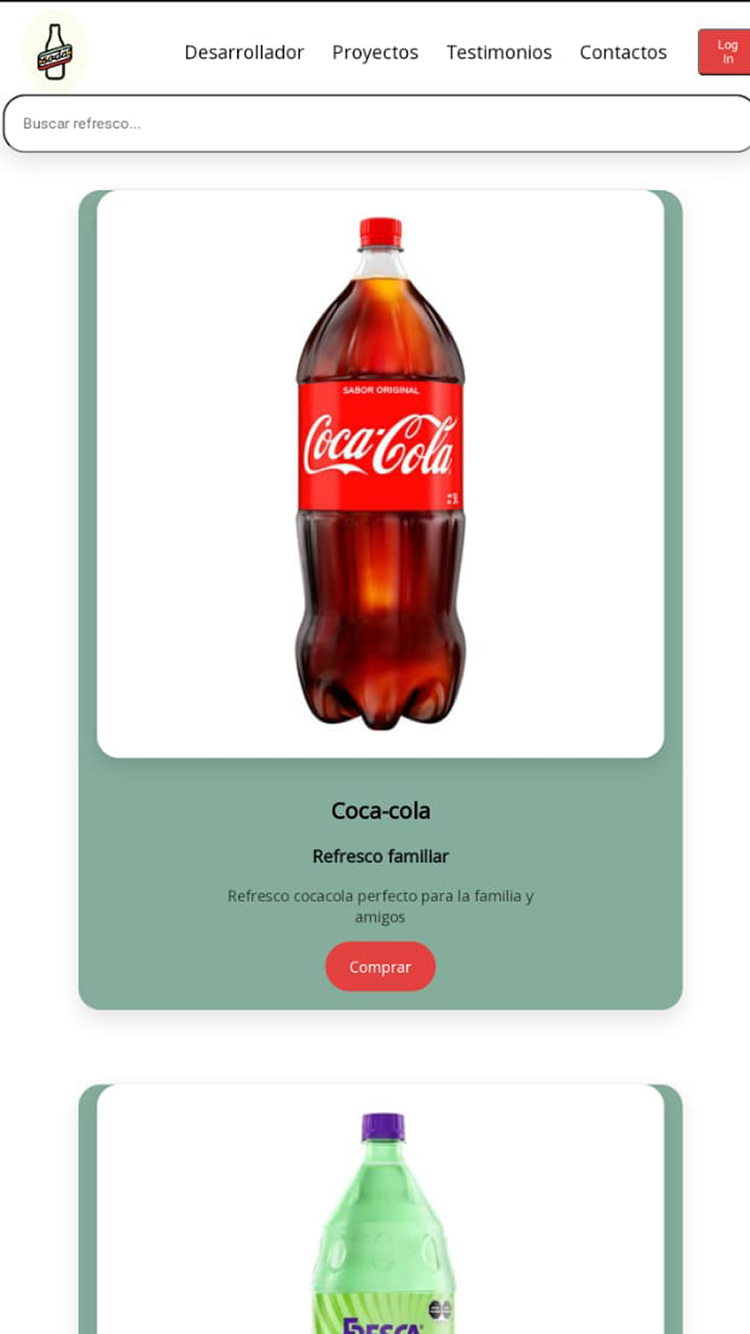 Soda
Desarrollador Proyectos Testimonios Contactos
Log
In
Buscar refresco...
SABOR ORIGINAL
Coca-Cola
Coca-cola
Refresco familiar
Refresco cocacola perfecto para la familia y
amigos
Comprar
FRESCA